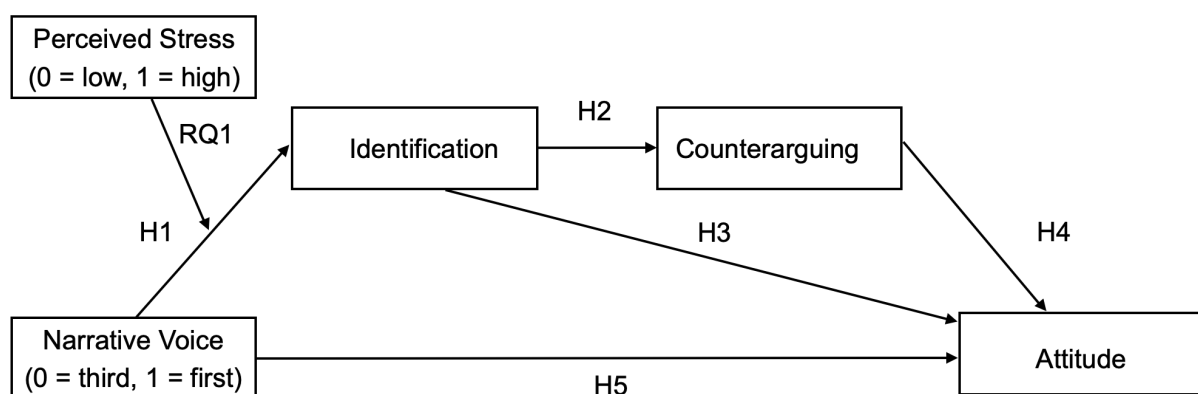 Perceived Stress
(0 = low, 1 = high)
RQ1
H2
Identification
Counterarguing
H1
H3
H4
Narrative Voice
(0 = third, 1 = first)
Attitude
H5